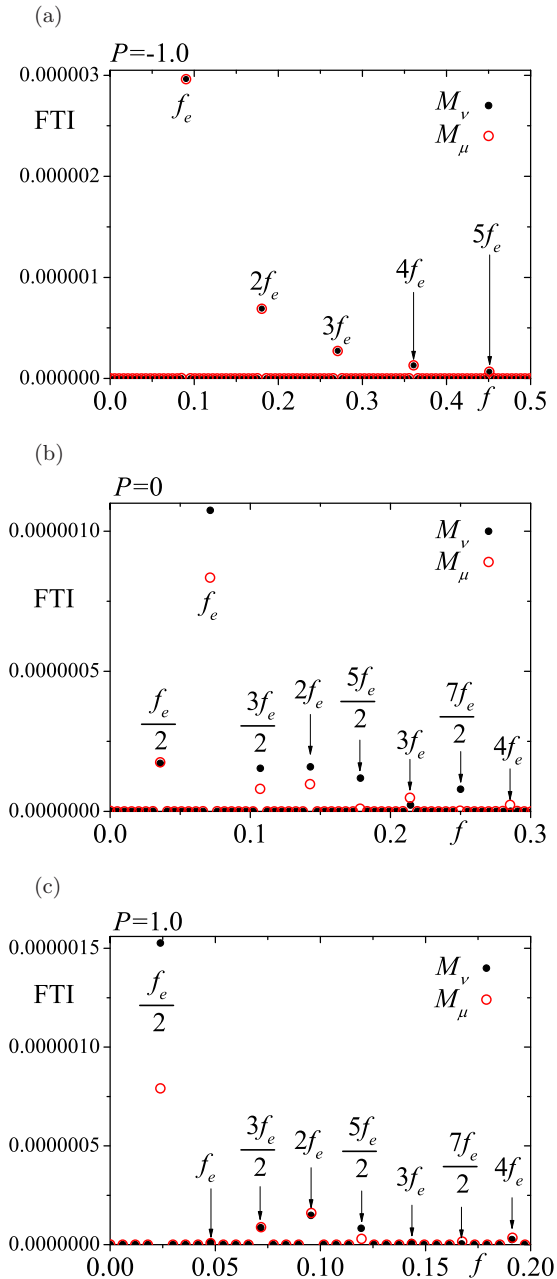 (a)
P=-1.0
0.000003
FTI
M_ν
M_μ
f_e
0.000002
5f_e
4f_e
2f_e
0.000001
3f_e
0.000000
0.0 0.1 0.2 0.3 0.4 f 0.5
(b)
P=0
0.0000010
M_ν
FTI
M_μ
f_e
0.0000005
f_e/2
3f_e/2
2f_e
5f_e/2
3f_e
7f_e/2
4f_e
0.0000000
0.0 0.1 0.2 f 0.3
(c)
P=1.0
0.0000015
FTI
M_ν
M_μ
f_e/2
0.0000010
0.0000005
f_e
3f_e/2
2f_e
5f_e/2
3f_e
7f_e/2
4f_e
0.0000000
0.00 0.05 0.10 0.15 f 0.20